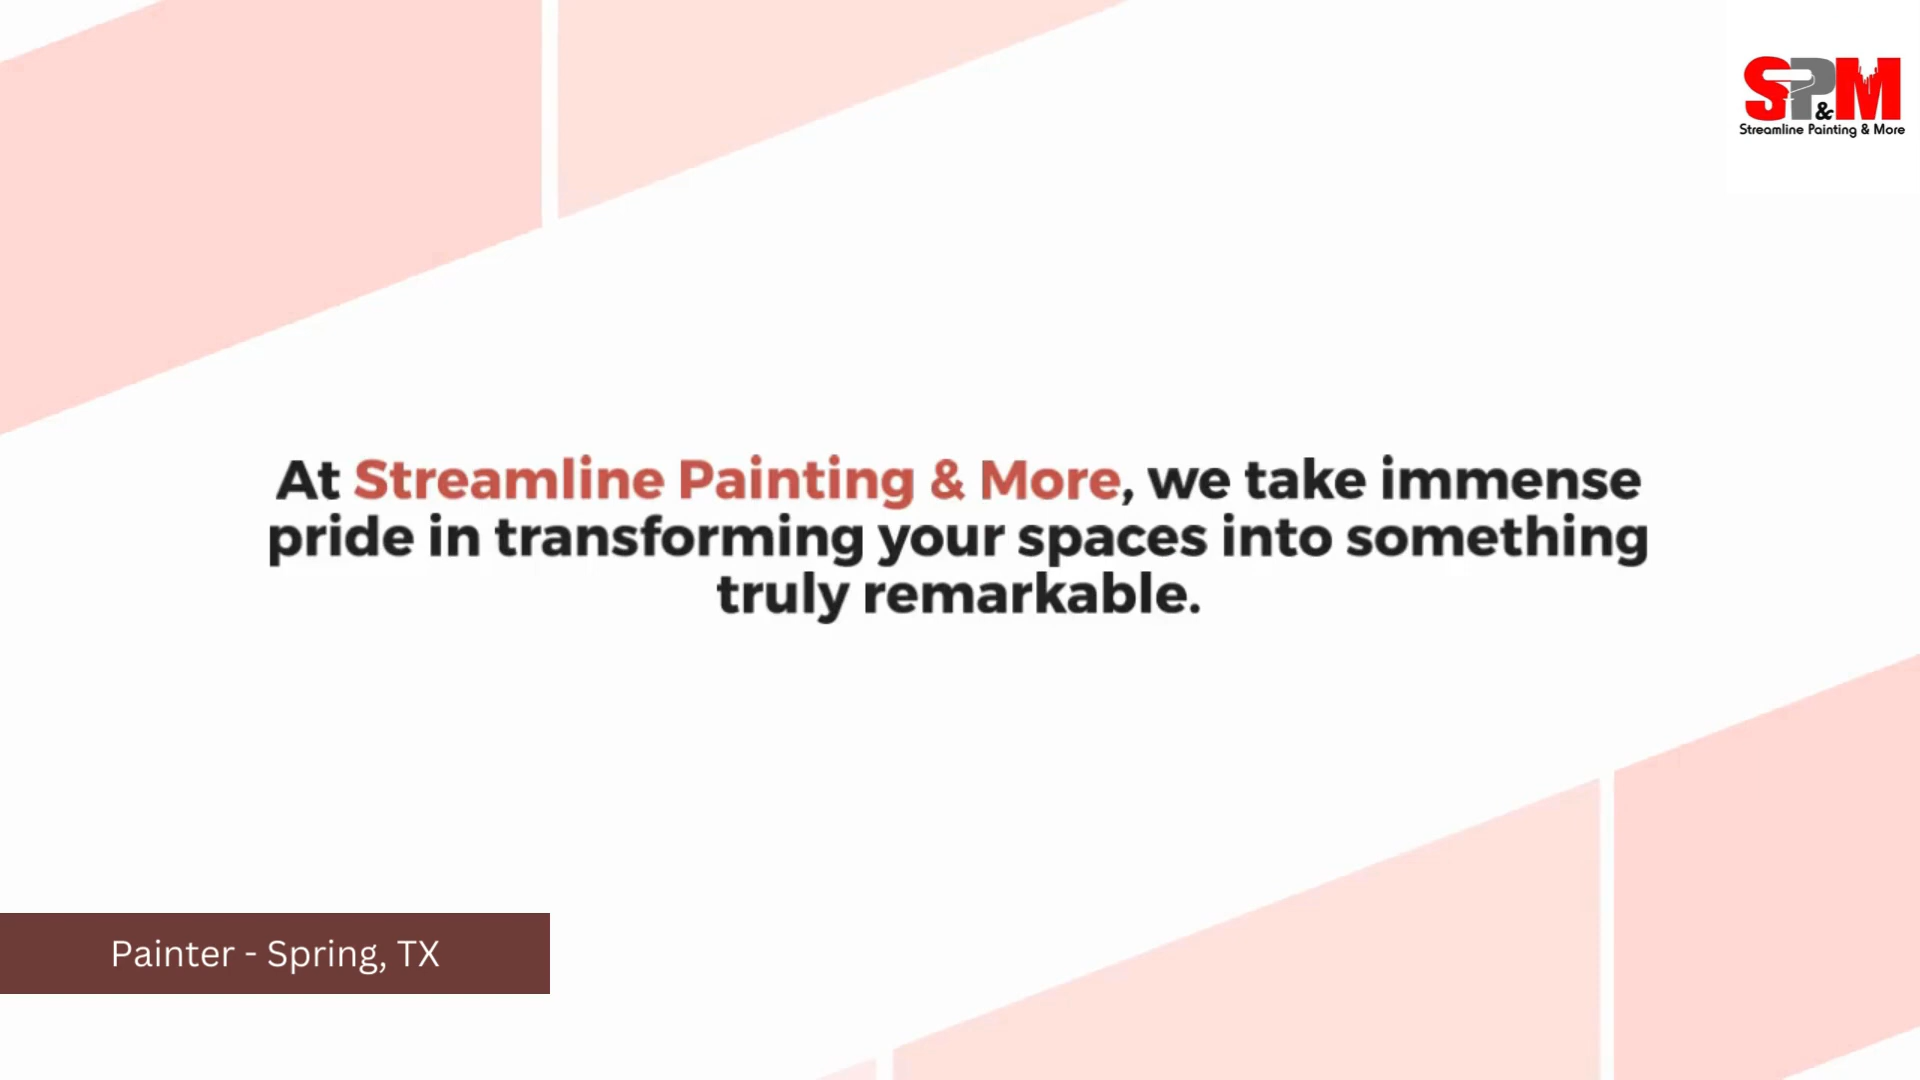 SP&M
Streamline Painting & More
At Streamline Painting & More, we take immense
pride in transforming your spaces into something
truly remarkable.
Painter - Spring, TX